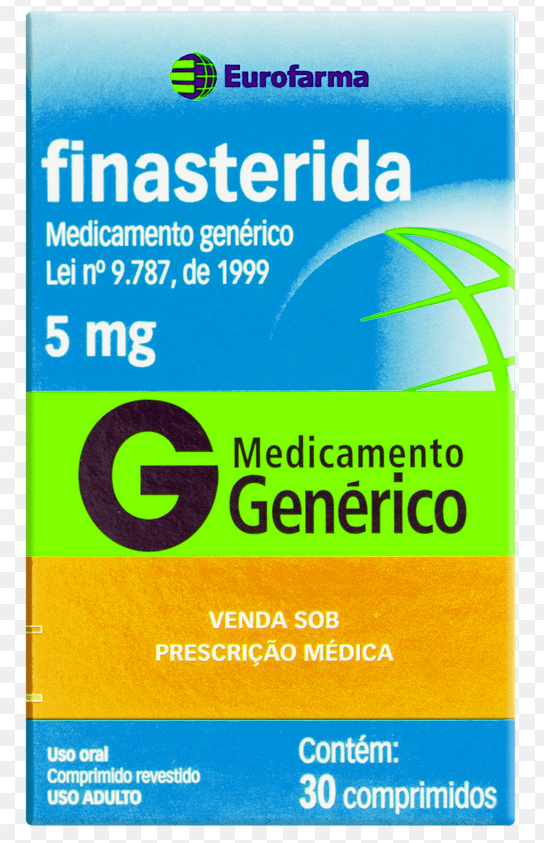 Eurofarma
finasterida
Medicamento genérico
Lei nº 9.787, de 1999
5 mg
G Medicamento
Genérico
VENDA SOB
PRESCRIÇÃO MÉDICA
Uso oral
Comprimido revestido
USO ADULTO
Contém:
30 comprimidos